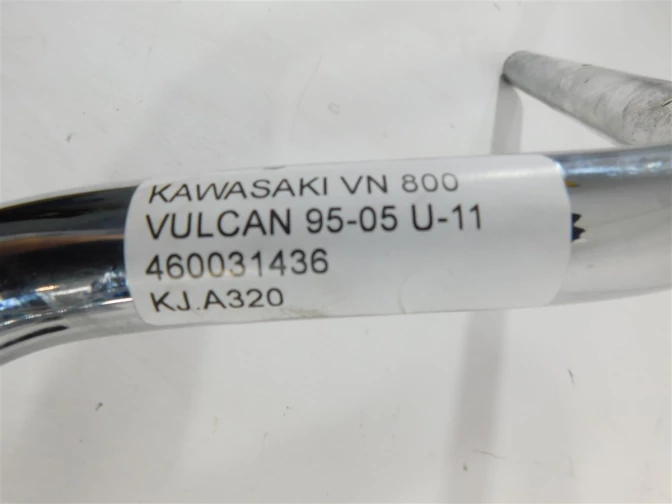 KAWASAKI VN 800
VULCAN 95-05 U-11
460031436
KJ.A320